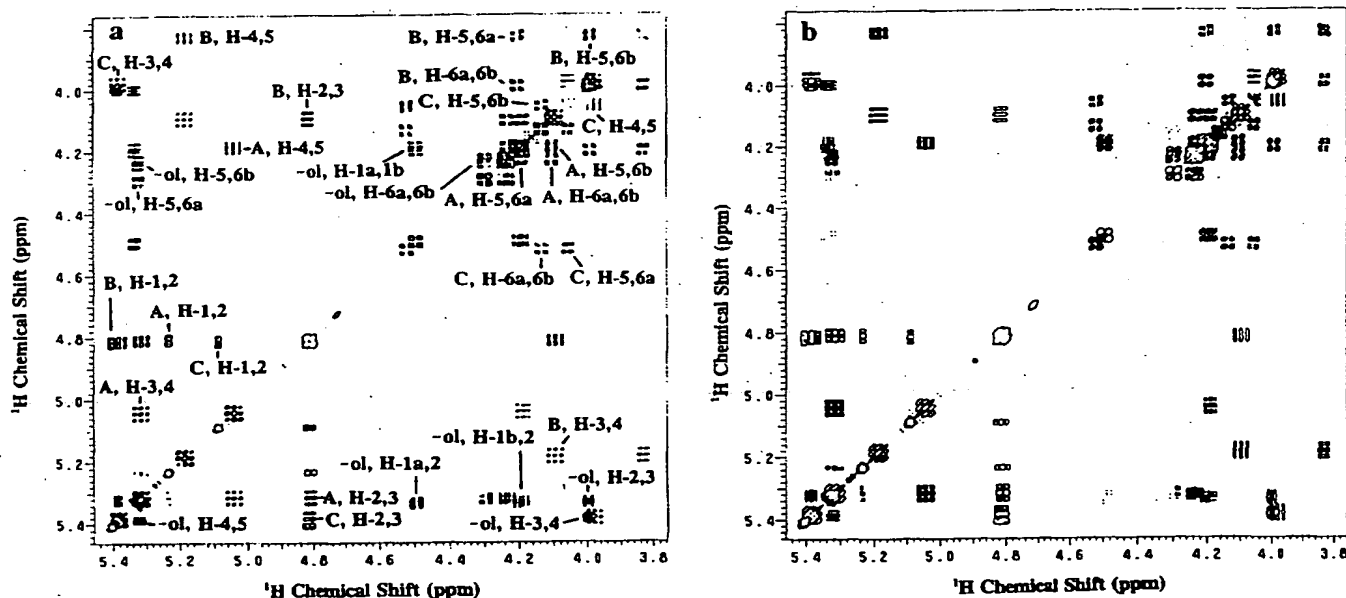 a
B, H-4,5
B, H-5,6a
B, H-5,6b
C, H-3,4
B, H-6a,6b
B, H-2,3
C, H-5,6b
C, H-4,5
A, H-4,5
~ol, H-1a,1b
~ol, H-5,6b
~ol, H-6a,6b
A, H-5,6b
~ol, H-5,6a
A, H-5,6a
A, H-6a,6b
B, H-1,2
C, H-6a,6b
C, H-5,6a
A, H-1,2
C, H-1,2
A, H-3,4
~ol, H-1b,2
B, H-3,4
~ol, H-1a,2
~ol, H-2,3
A, H-2,3
C, H-2,3
~ol, H-4,5
~ol, H-3,4
4.0
4.2
4.4
4.6
4.8
5.0
5.2
5.4
¹H Chemical Shift (ppm)
5.4 5.2 5.0 4.8 4.6 4.4 4.2 4.0 3.8
¹H Chemical Shift (ppm)
b
4.0
4.2
4.4
4.6
4.8
5.0
5.2
5.4
¹H Chemical Shift (ppm)
5.4 5.2 5.0 4.8 4.6 4.4 4.2 4.0 3.8
¹H Chemical Shift (ppm)